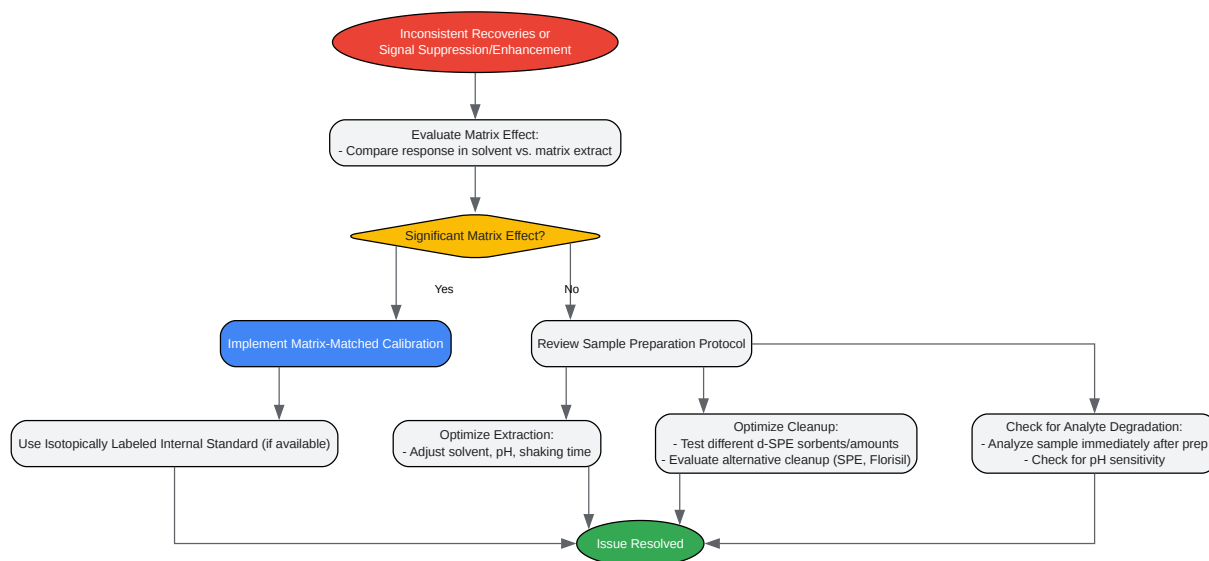 Inconsistent Recoveries or
Signal Suppression/Enhancement
Evaluate Matrix Effect:
- Compare response in solvent vs. matrix extract
Significant Matrix Effect?
Yes
No
Implement Matrix-Matched Calibration
Review Sample Preparation Protocol
Use Isotopically Labeled Internal Standard (if available)
Optimize Extraction:
- Adjust solvent, pH, shaking time
Optimize Cleanup:
- Test different d-SPE sorbents/amounts
- Evaluate alternative cleanup (SPE, Florisil)
Check for Analyte Degradation:
- Analyze sample immediately after prep
- Check for pH sensitivity
Issue Resolved